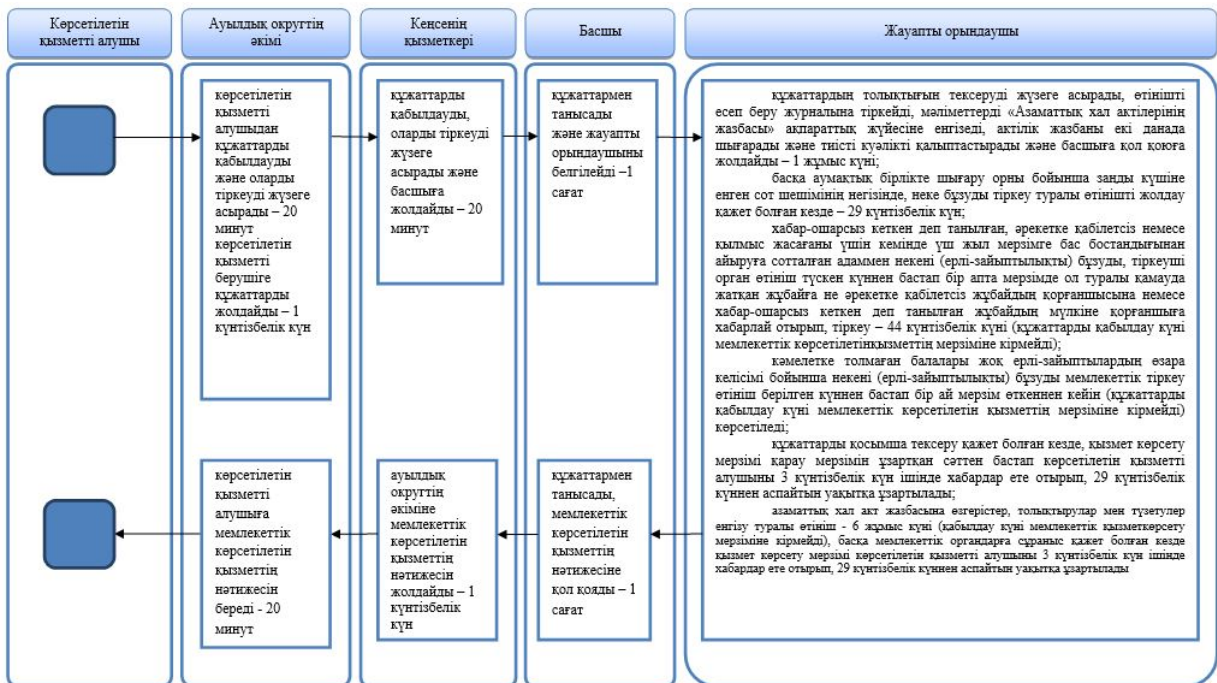 Көрсетілетін
қызметті алушы
Ауылдық округтің
әкімі
Кеңсенің
қызметкері
Басшы
Жауапты орындаушы
көрсетілетін
қызметті
алушыдан
құжаттарды
қабылдауды
және оларды
тіркеуді жүзеге
асырады – 20
минут
көрсетілетін
қызметті
берушіге
құжаттарды
жолдайды – 1
күнтізбелік күн
құжаттарды
қабылдауды,
оларды тіркеуді
жүзеге
асырады және
басшыға
жолдайды – 20
минут
құжаттармен
танысады
және жауапты
орындаушыны
белгілейді –1
сағат
құжаттардың толықтығын тексеруді жүзеге асырады, өтінішті
есеп беру журналына тіркейді, мәліметтерді «Азаматтық хал актілерінің
жазбасы» ақпараттық жүйесіне енгізеді, актілік жазбаны екі данада
шығарады және тиісті куәлікті қалыптастырады және басшыға қол қоюға
жолдайды – 1 жұмыс күні;
басқа аумақтық бірлікте шығару орны бойынша заңды күшіне
енген сот шешімінің негізінде, неке бұзуды тіркеу туралы өтінішті жолдау
қажет болған кезде – 29 күнтізбелік күн;
хабар-ошарсыз кеткен деп танылған, әрекетке қабілетсіз немесе
қылмыс жасағаны үшін кемінде үш жыл мерзімге бас бостандығынан
айыруға сотталған адаммен некені (ерлі-зайыптылықты) бұзуды, тіркеуші
орган өтініш түскен күннен бастап бір апта мерзімде ол туралы қамауда
жатқан жұбайға не әрекетке қабілетсіз жұбайдың қорғаншысына немесе
хабар-ошарсыз кеткен деп танылған жұбайдың мүлкіне қорғаншыға
хабарлай отырып, тіркеу – 44 күнтізбелік күні (құжаттарды қабылдау күні
мемлекеттік көрсетілетінқызметтің мерзіміне кірмейді);
кәмелетке толмаған балалары жоқ ерлі-зайыптылардың өзара
келісімі бойынша некені (ерлі-зайыптылықты) бұзуды мемлекеттік тіркеу
өтініш берілген күннен бастап бір ай мерзім өткеннен кейін (құжаттарды
қабылдау күні мемлекеттік көрсетілетін қызметтің мерзіміне кірмейді)
көрсетіледі;
құжаттарды қосымша тексеру қажет болған кезде, қызмет көрсету
мерзімі қарау мерзімін ұзартқан сәттен бастап көрсетілетін қызметті
алушыны 3 күнтізбелік күн ішінде хабардар ете отырып, 29 күнтізбелік
күннен аспайтын уақытқа ұзартылады;
азаматтық хал акт жазбасына өзгерістер, толықтырулар мен түзетулер
енгізу туралы өтініш - 6 жұмыс күні (қабылдау күні мемлекеттік қызметкөрсету
мерзіміне кірмейді), басқа мемлекеттік органдарға сұраныс қажет болған кезде
қызмет көрсету мерзімі көрсетілетін қызметті алушыны 3 күнтізбелік күн ішінде
хабардар ете отырып, 29 күнтізбелік күннен аспайтын уақытқа ұзартылады
көрсетілетін
қызметті
алушыға
мемлекеттік
көрсетілетін
қызметтің
нәтижесін
береді - 20
минут
ауылдық
округтің
әкіміне
мемлекеттік
көрсетілетін
қызметтің
нәтижесін
жолдайды – 1
күнтізбелік
күн
құжаттармен
танысады,
мемлекеттік
көрсетілетін
қызметтің
нәтижесіне
қол қояды – 1
сағат